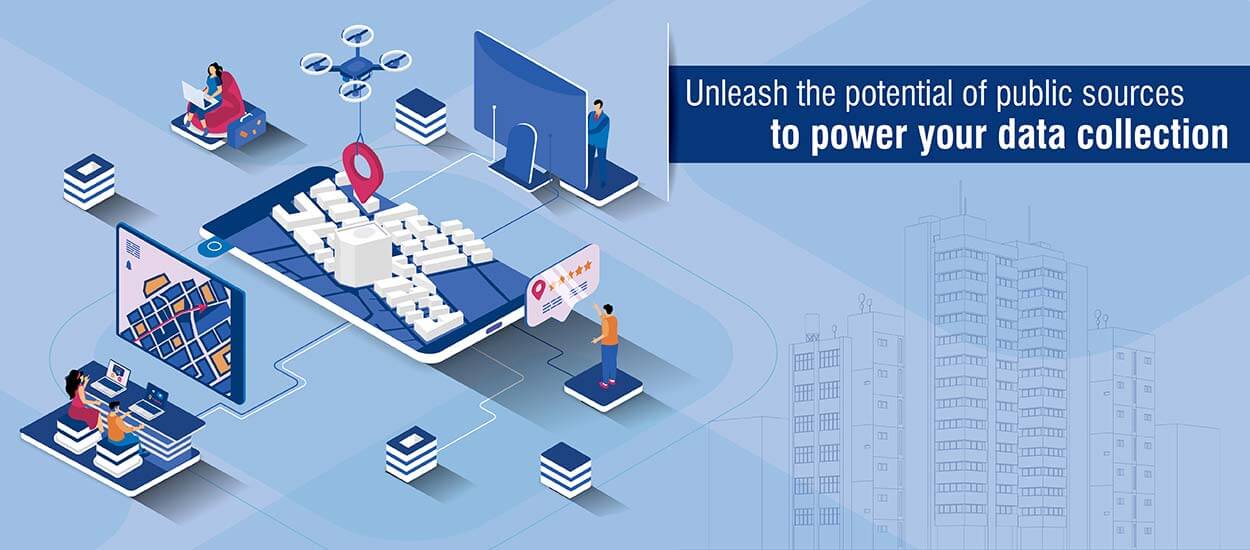 Unleash the potential of public sources
to power your data collection